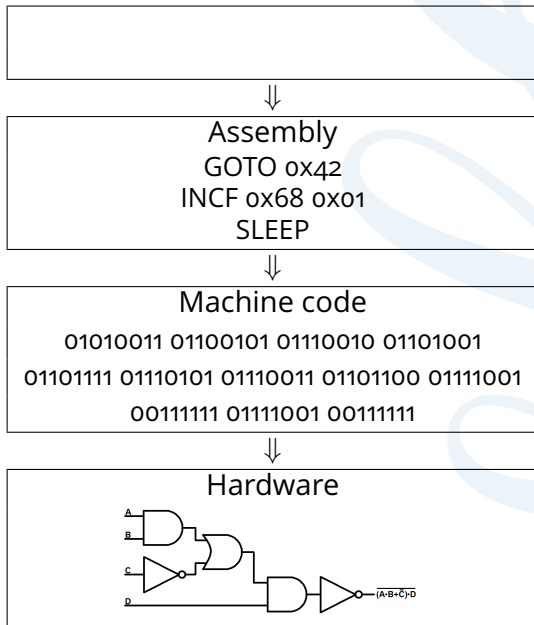 Assembly
GOTO 0x42
INCF 0x68 0x01
SLEEP
Machine code
01010011 01100101 01110010 01101001
01101111 01110101 01110011 01101100 01111001
00111111 01111001 00111111
Hardware
A
B
C
D
(A·B+C̅)·D